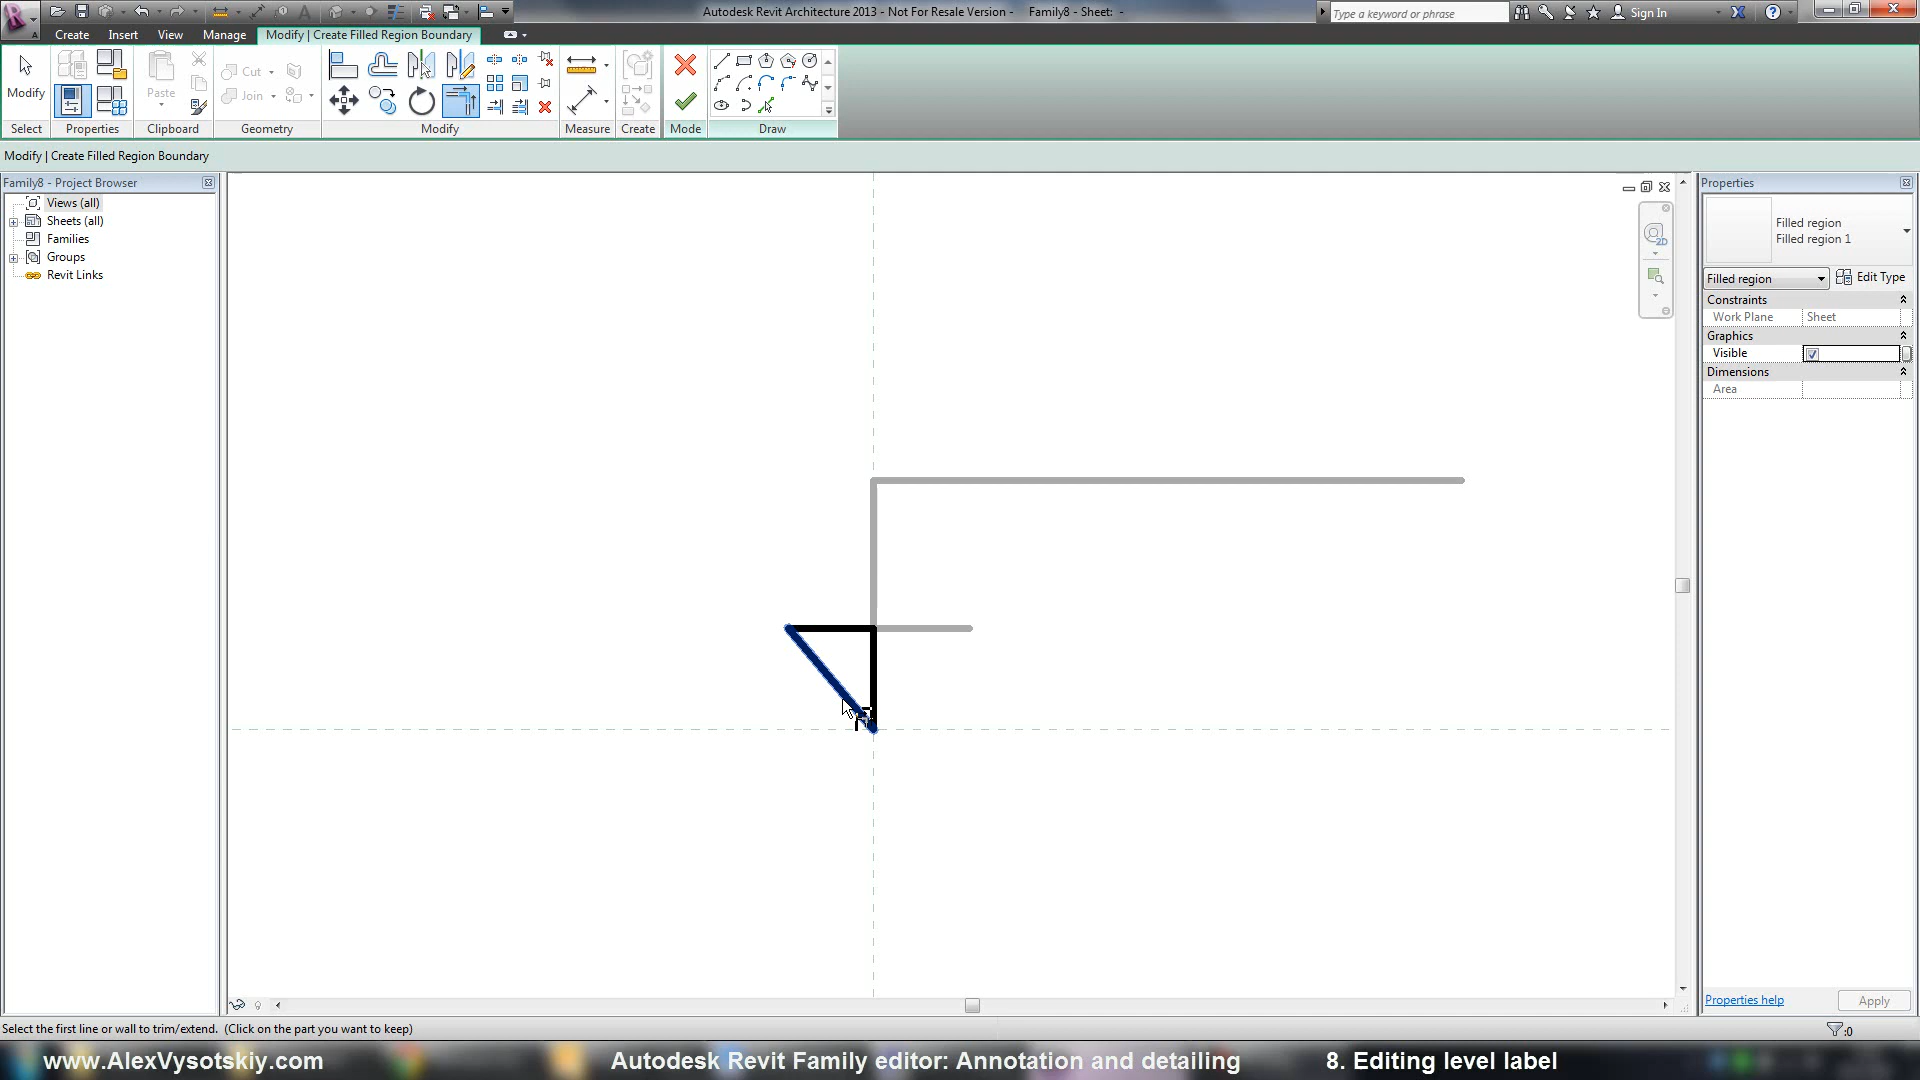 Autodesk Revit Architecture 2013 - Not For Resale Version - Family8 - Sheet: -
Type a keyword or phrase
Sign In
Create Insert View Manage Modify | Create Filled Region Boundary
Modify
Paste
Cut
Join
Select Properties Clipboard Geometry Modify Measure Create Mode Draw
Modify | Create Filled Region Boundary
Family8 - Project Browser
Views (all)
Sheets (all)
Families
Groups
Revit Links
2D
Properties
Filled region
Filled region 1
Filled region
Edit Type
Constraints
Work Plane Sheet
Graphics
Visible
Dimensions
Area
Properties help
Apply
Select the first line or wall to trim/extend. (Click on the part you want to keep)
:0
www.AlexVysotskiy.com Autodesk Revit Family editor: Annotation and detailing 8. Editing level label